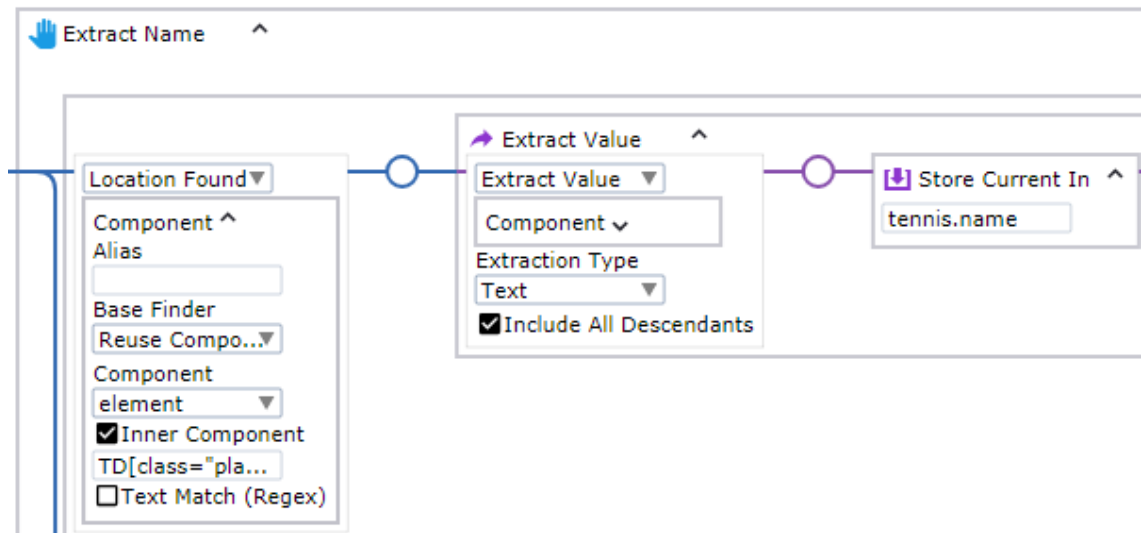 Extract Name
Location Found
Component
Alias
Base Finder
Reuse Compo...
Component
element
Inner Component
TD[class="pla...
Text Match (Regex)
Extract Value
Extract Value
Component
Extraction Type
Text
Include All Descendants
Store Current In
tennis.name